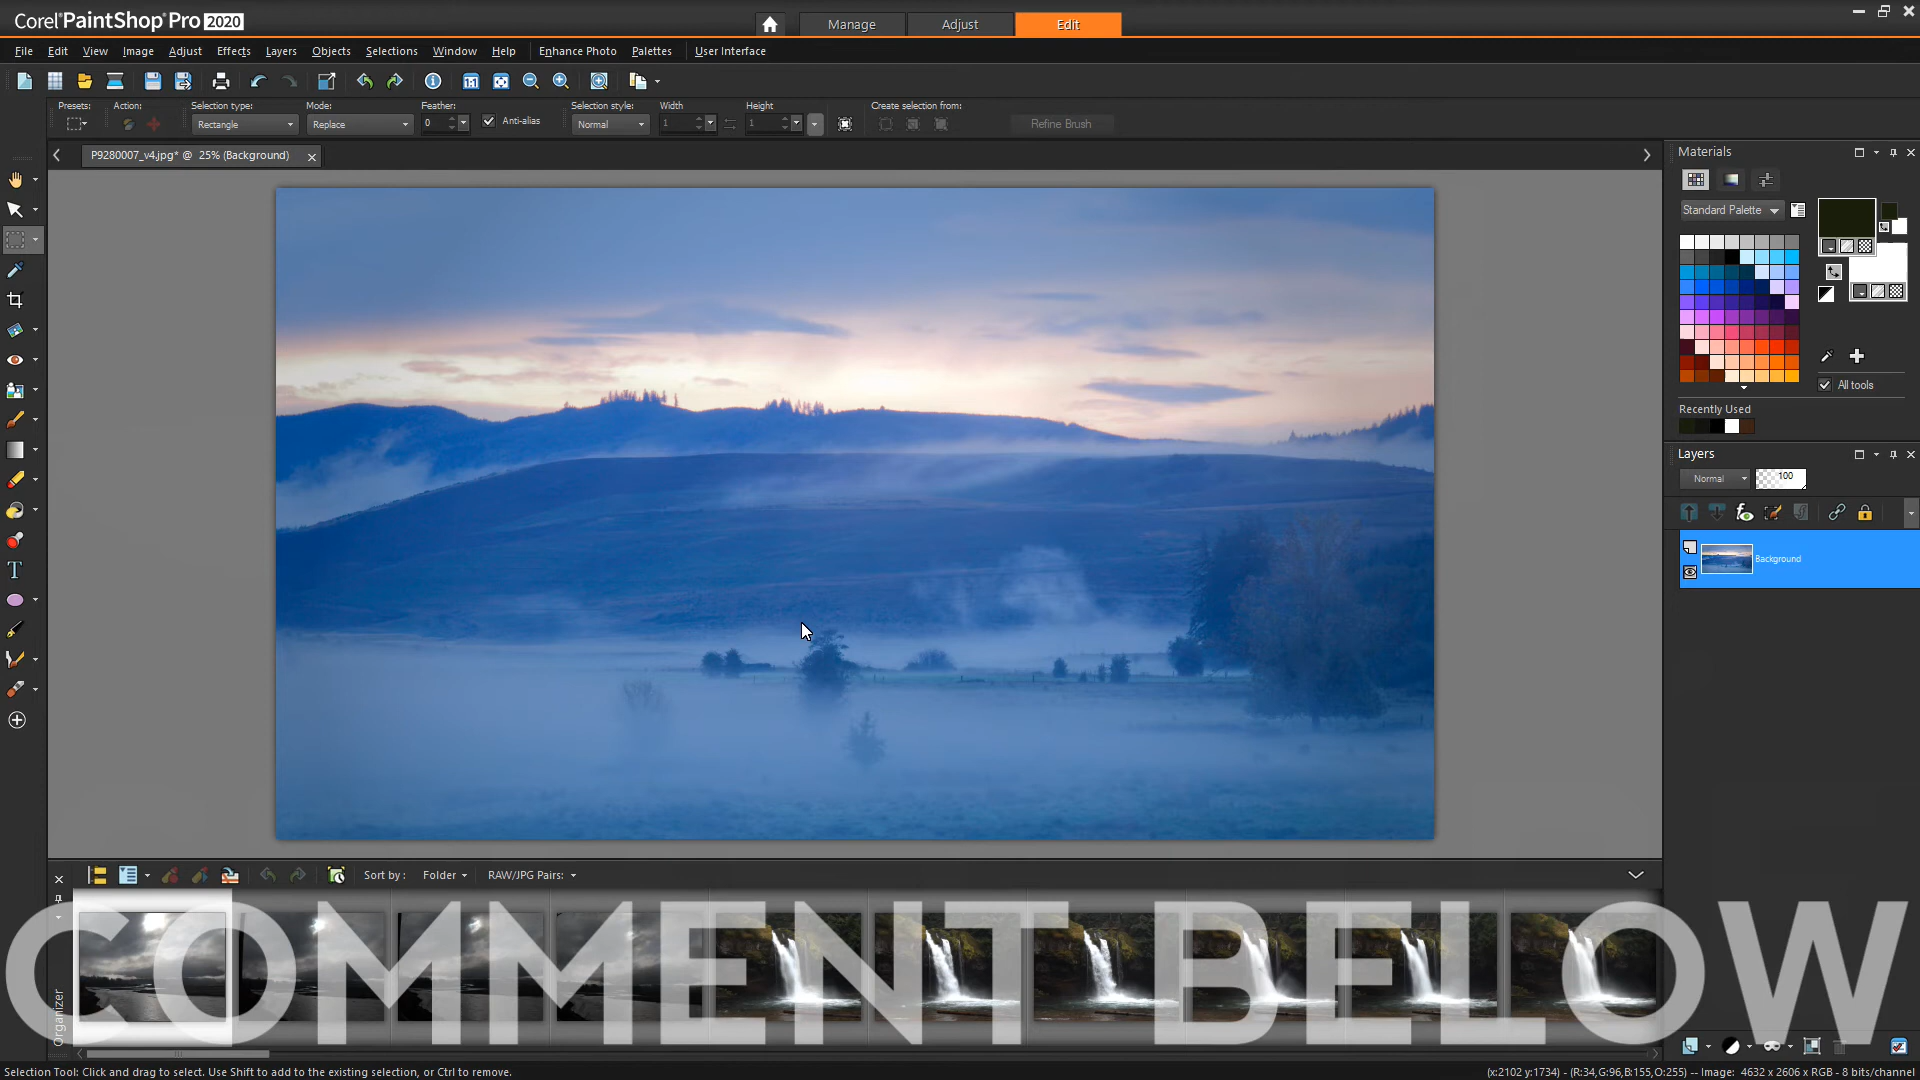 Corel PaintShop Pro 2020
Manage
Adjust
Edit
File Edit View Image Adjust Effects Layers Objects Selections Window Help Enhance Photo Palettes User Interface
Presets: Action: Selection type: Mode: Feather: Selection style: Width Height Create selection from:
Rectangle Replace 0 Anti-alias Normal 1 1 Refine Brush
P9280007_v4.jpg* @ 25% (Background)
Materials
Standard Palette
All tools
Recently Used
Layers
Normal 100
Background
Sort by : Folder RAW/JPG Pairs:
Organizer
COMMENT BELOW
Selection Tool: Click and drag to select. Use Shift to add to the existing selection, or Ctrl to remove.
(x:2102 y:1734) - (R:34,G:96,B:155,O:255) -- Image: 4632 x 2606 x RGB - 8 bits/channel